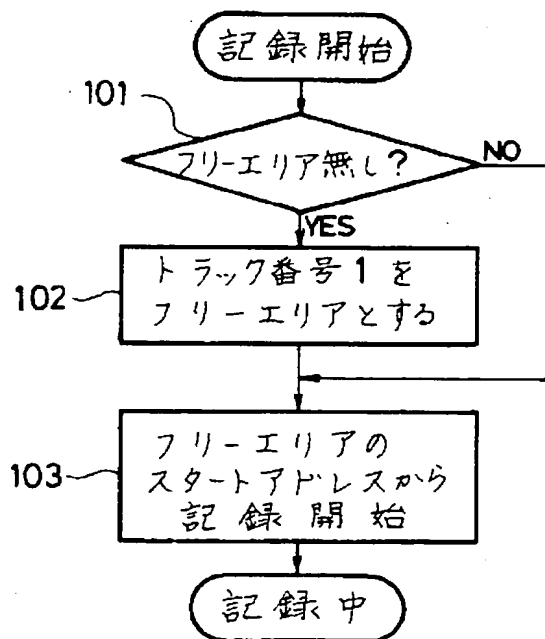 記録開始
101
フリーエリア無し?
NO
YES
102
トラック番号1を
フリーエリアとする
103
フリーエリアの
スタートアドレスから
記録開始
記録中